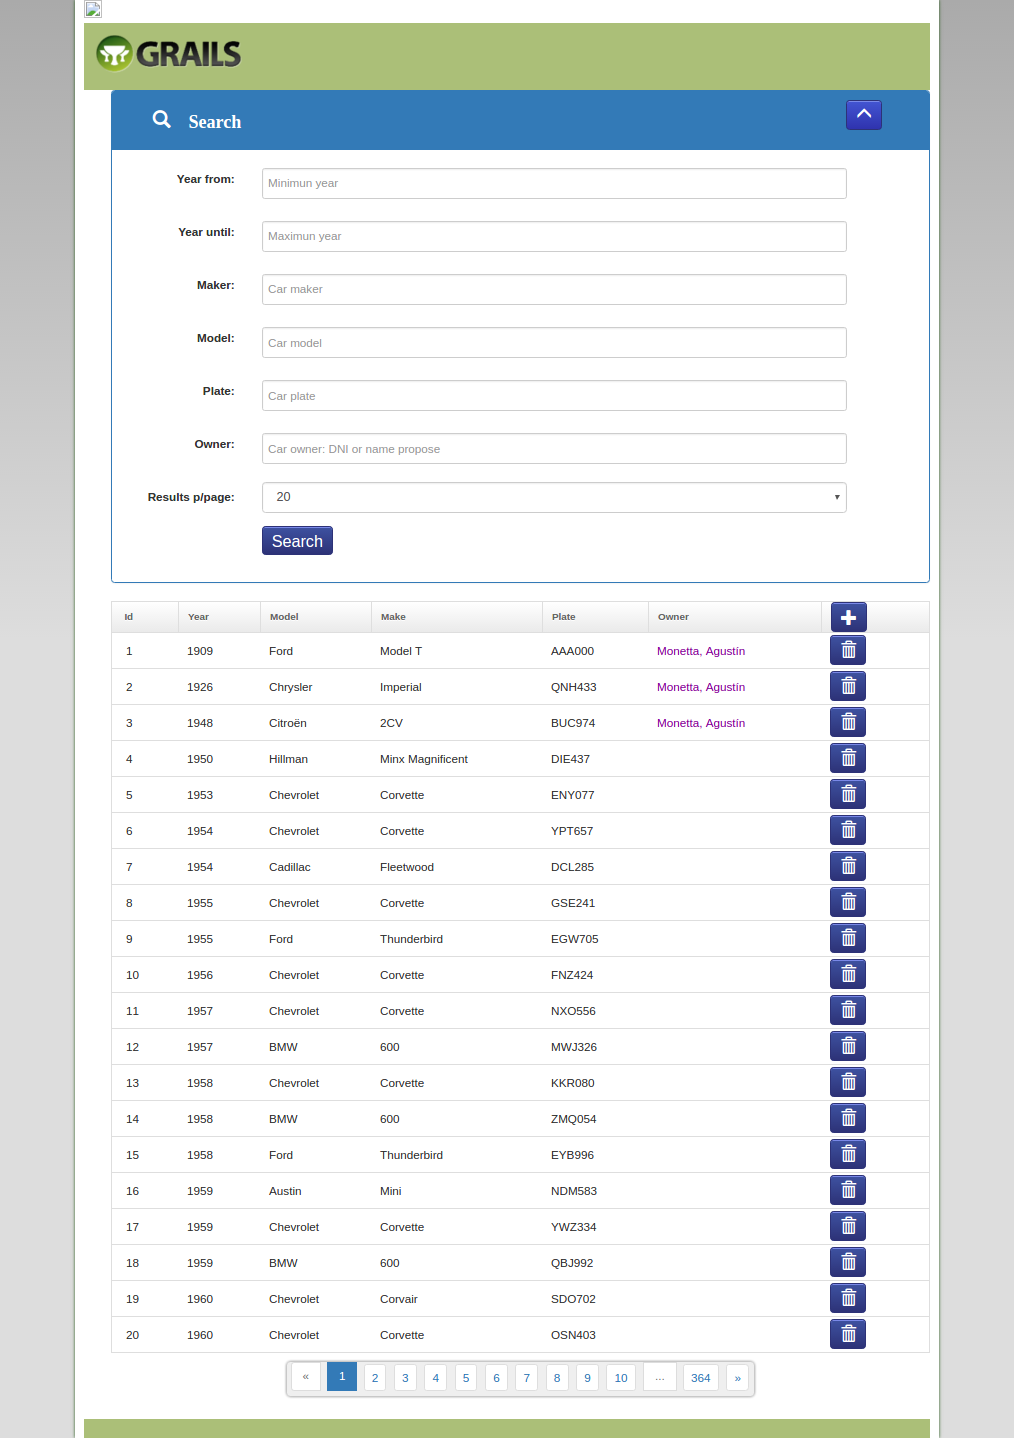 GRAILS
Search
Year from: Minimun year
Year until: Maximun year
Maker: Car maker
Model: Car model
Plate: Car plate
Owner: Car owner: DNI or name propose
Results p/page: 20
Search
Id Year Model Make Plate Owner
1 1909 Ford Model T AAA000 Monetta, Agustín
2 1926 Chrysler Imperial QNH433 Monetta, Agustín
3 1948 Citroën 2CV BUC974 Monetta, Agustín
4 1950 Hillman Minx Magnificent DIE437
5 1953 Chevrolet Corvette ENY077
6 1954 Chevrolet Corvette YPT657
7 1954 Cadillac Fleetwood DCL285
8 1955 Chevrolet Corvette GSE241
9 1955 Ford Thunderbird EGW705
10 1956 Chevrolet Corvette FNZ424
11 1957 Chevrolet Corvette NXO556
12 1957 BMW 600 MWJ326
13 1958 Chevrolet Corvette KKR080
14 1958 BMW 600 ZMQ054
15 1958 Ford Thunderbird EYB996
16 1959 Austin Mini NDM583
17 1959 Chevrolet Corvette YWZ334
18 1959 BMW 600 QBJ992
19 1960 Chevrolet Corvair SDO702
20 1960 Chevrolet Corvette OSN403
« 1 2 3 4 5 6 7 8 9 10 ... 364 »